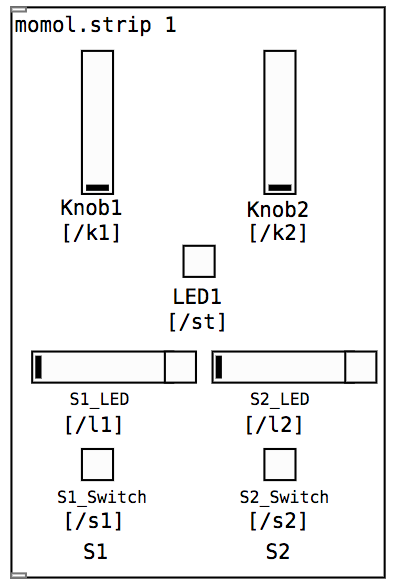 momol.strip 1
Knob1 Knob2
[/k1] [/k2]
LED1
[/st]
S1_LED S2_LED
[/l1] [/l2]
S1_Switch S2_Switch
[/s1] [/s2]
S1 S2